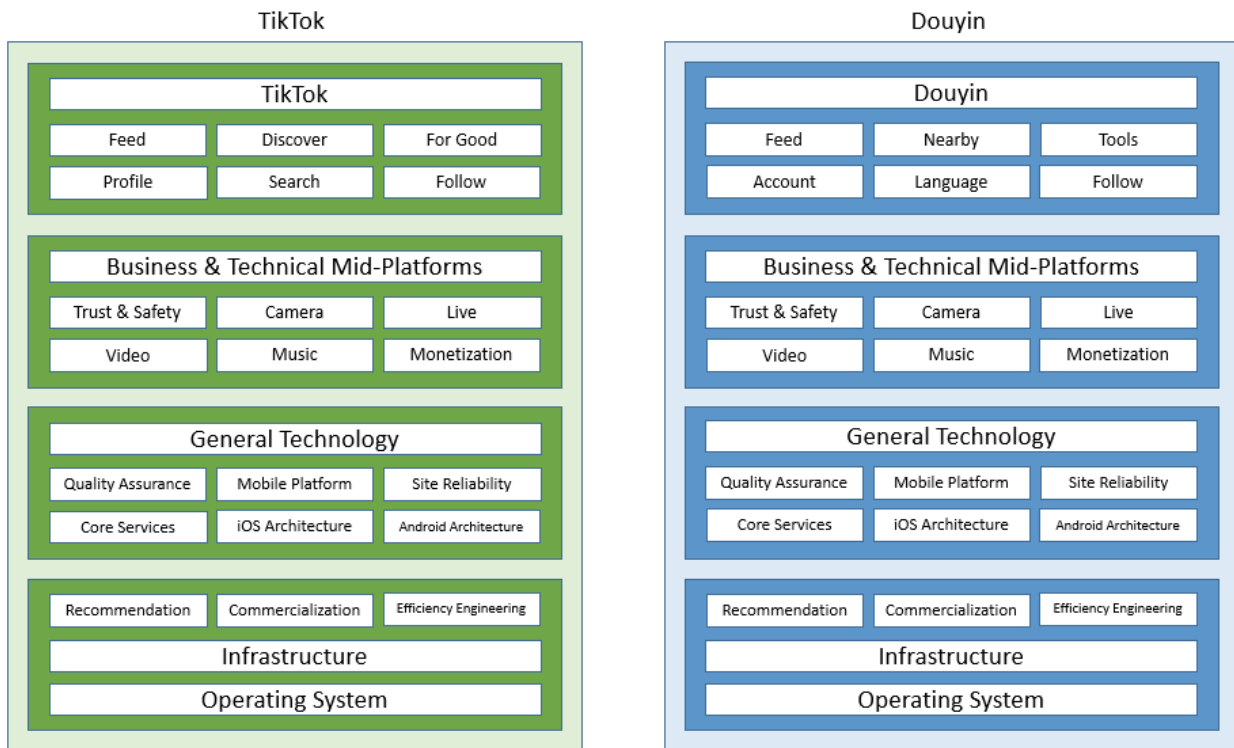 TikTok
TikTok
Feed
Discover
For Good
Profile
Search
Follow
Business & Technical Mid-Platforms
Trust & Safety
Camera
Live
Video
Music
Monetization
General Technology
Quality Assurance
Mobile Platform
Site Reliability
Core Services
iOS Architecture
Android Architecture
Recommendation
Commercialization
Efficiency Engineering
Infrastructure
Operating System
Douyin
Douyin
Feed
Nearby
Tools
Account
Language
Follow
Business & Technical Mid-Platforms
Trust & Safety
Camera
Live
Video
Music
Monetization
General Technology
Quality Assurance
Mobile Platform
Site Reliability
Core Services
iOS Architecture
Android Architecture
Recommendation
Commercialization
Efficiency Engineering
Infrastructure
Operating System